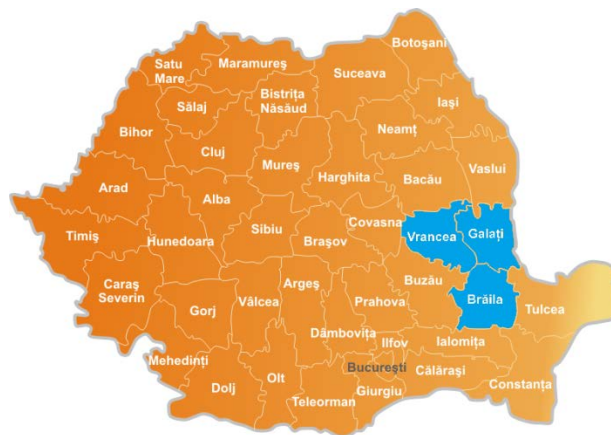 Botoşani
Satu
Mare
Maramureş
Suceava
Bistriţa
Năsăud
Iaşi
Sălaj
Neamţ
Bihor
Cluj
Mureş
Harghita
Bacău
Vaslui
Arad
Alba
Covasna
Vrancea
Galaţi
Timiş
Hunedoara
Sibiu
Braşov
Caraş
Severin
Argeş
Buzău
Gorj
Vâlcea
Prahova
Brăila
Tulcea
Dâmboviţa
Ilfov
Ialomiţa
Mehedinţi
Bucureşti
Călăraşi
Olt
Dolj
Teleorman
Giurgiu
Constanţa